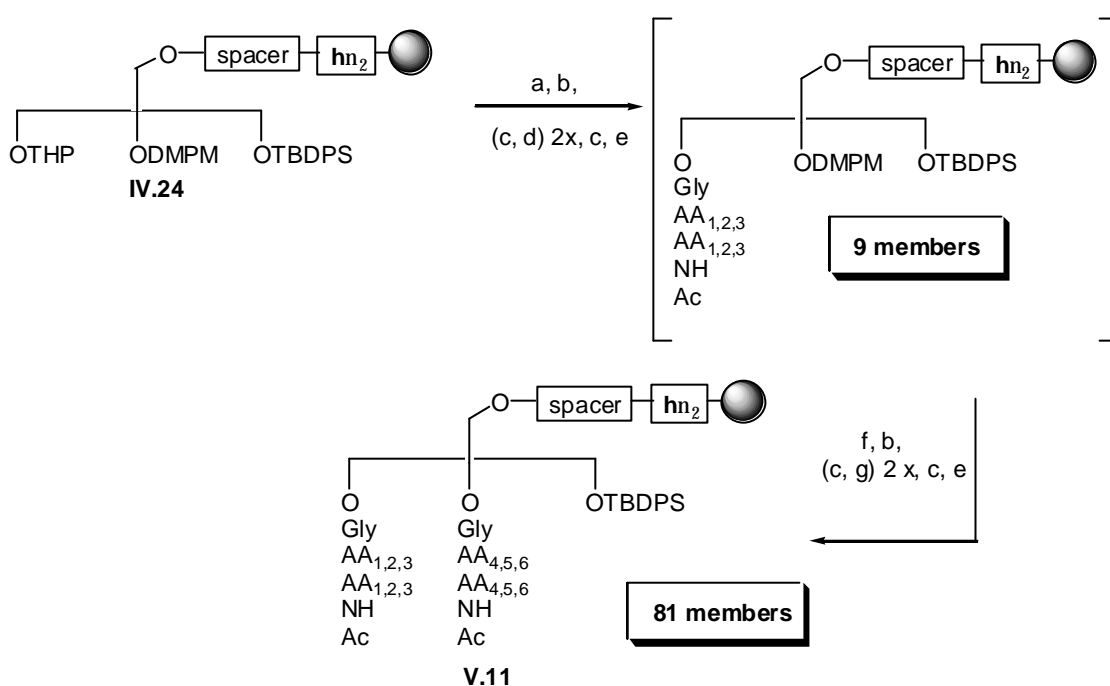 O spacer hn2
OTHP ODMPM OTBDPS
IV.24
a, b,
(c, d) 2x, c, e
O spacer hn2
O ODMPM OTBDPS
Gly
AA1,2,3
AA1,2,3
NH
Ac
9 members
f, b,
(c, g) 2 x, c, e
O spacer hn2
O O OTBDPS
Gly Gly
AA1,2,3 AA4,5,6
AA1,2,3 AA4,5,6
NH NH
Ac Ac
81 members
V.11